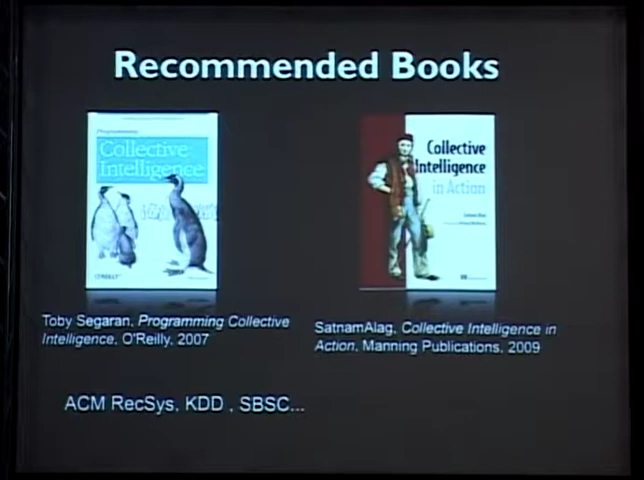 Recommended Books
Programming
Collective
Intelligence
O'REILLY
Collective
Intelligence
in Action
Toby Segaran, Programming Collective
Intelligence, O'Reilly, 2007
SatnamAlag, Collective Intelligence in
Action, Manning Publications, 2009
ACM RecSys, KDD , SBSC...